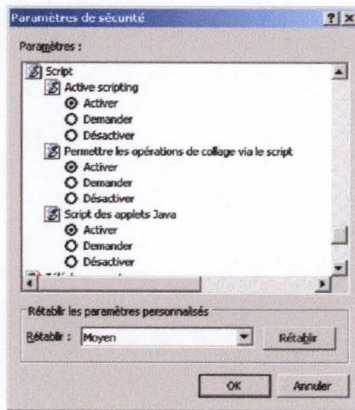 Paramètres de sécurité
Paramètres :
Script
Active scripting
Activer
Demander
Désactiver
Permettre les opérations de collage via le script
Activer
Demander
Désactiver
Script des applets Java
Activer
Demander
Désactiver
Rétablir les paramètres personnalisés
Rétablir :
Moyen
Rétablir
OK
Annuler